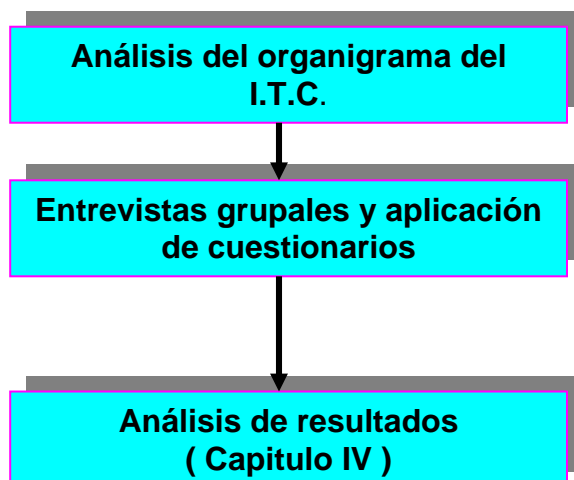 Análisis del organigrama del
I.T.C.
Entrevistas grupales y aplicación
de cuestionarios
Análisis de resultados
( Capitulo IV )